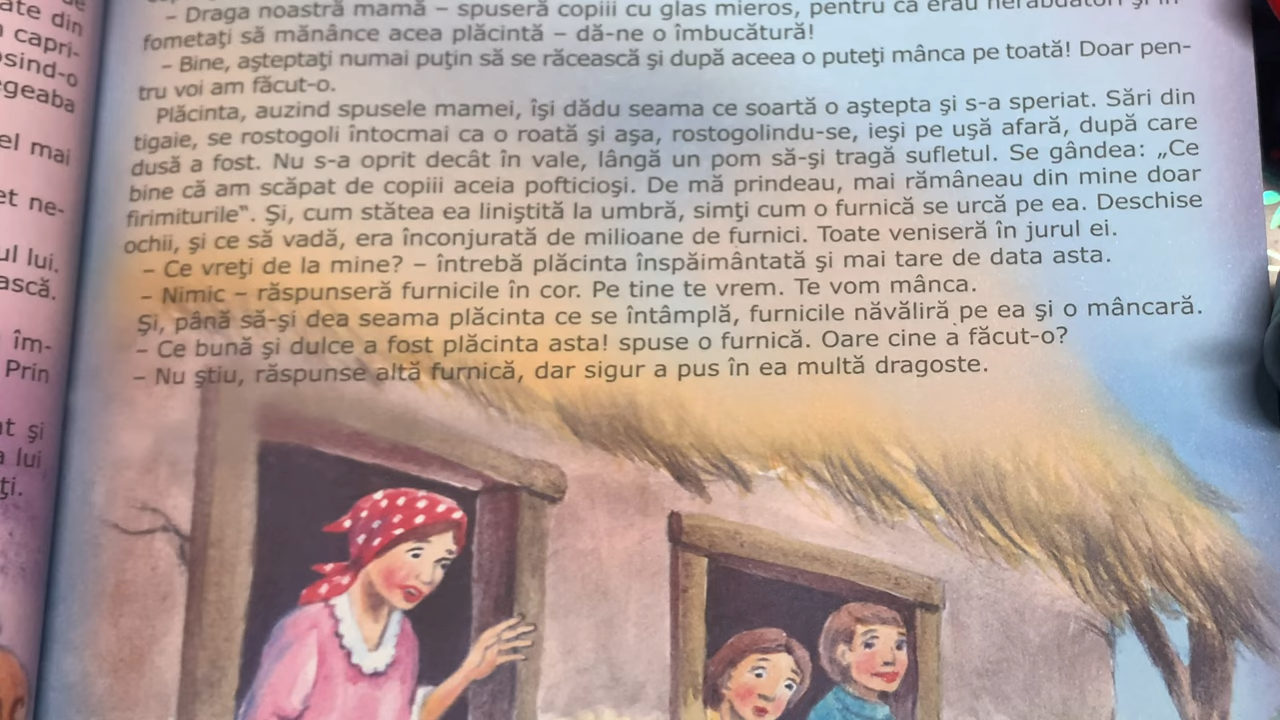 ate din
capri-
osind-o
geaba
el mai
et ne-
ul lui.
ască.
îm-
Prin
şi
lui
ţi.
– Draga noastră mamă – spuseră copiii cu glas mieros, pentru că erau
fometaţi să mănânce acea plăcintă – dă-ne o îmbucătură!
– Bine, aşteptaţi numai puţin să se răcească şi după aceea o puteţi mânca pe toată! Doar pen-
tru voi am făcut-o.
Plăcinta, auzind spusele mamei, îşi dădu seama ce soartă o aştepta şi s-a speriat. Sări din
tigaie, se rostogoli întocmai ca o roată şi aşa, rostogolindu-se, ieşi pe uşă afară, după care
dusă a fost. Nu s-a oprit decât în vale, lângă un pom să-şi tragă sufletul. Se gândea: „Ce
bine că am scăpat de copiii aceia pofticioşi. De mă prindeau, mai rămâneau din mine doar
firimiturile‟. Şi, cum stătea ea liniştită la umbră, simţi cum o furnică se urcă pe ea. Deschise
ochii, şi ce să vadă, era înconjurată de milioane de furnici. Toate veniseră în jurul ei.
– Ce vreţi de la mine? – întrebă plăcinta înspăimântată şi mai tare de data asta.
– Nimic – răspunseră furnicile în cor. Pe tine te vrem. Te vom mânca.
Şi, până să-şi dea seama plăcinta ce se întâmplă, furnicile năvăliră pe ea şi o mâncară.
– Ce bună şi dulce a fost plăcinta asta! spuse o furnică. Oare cine a făcut-o?
– Nu ştiu, răspunse altă furnică, dar sigur a pus în ea multă dragoste.